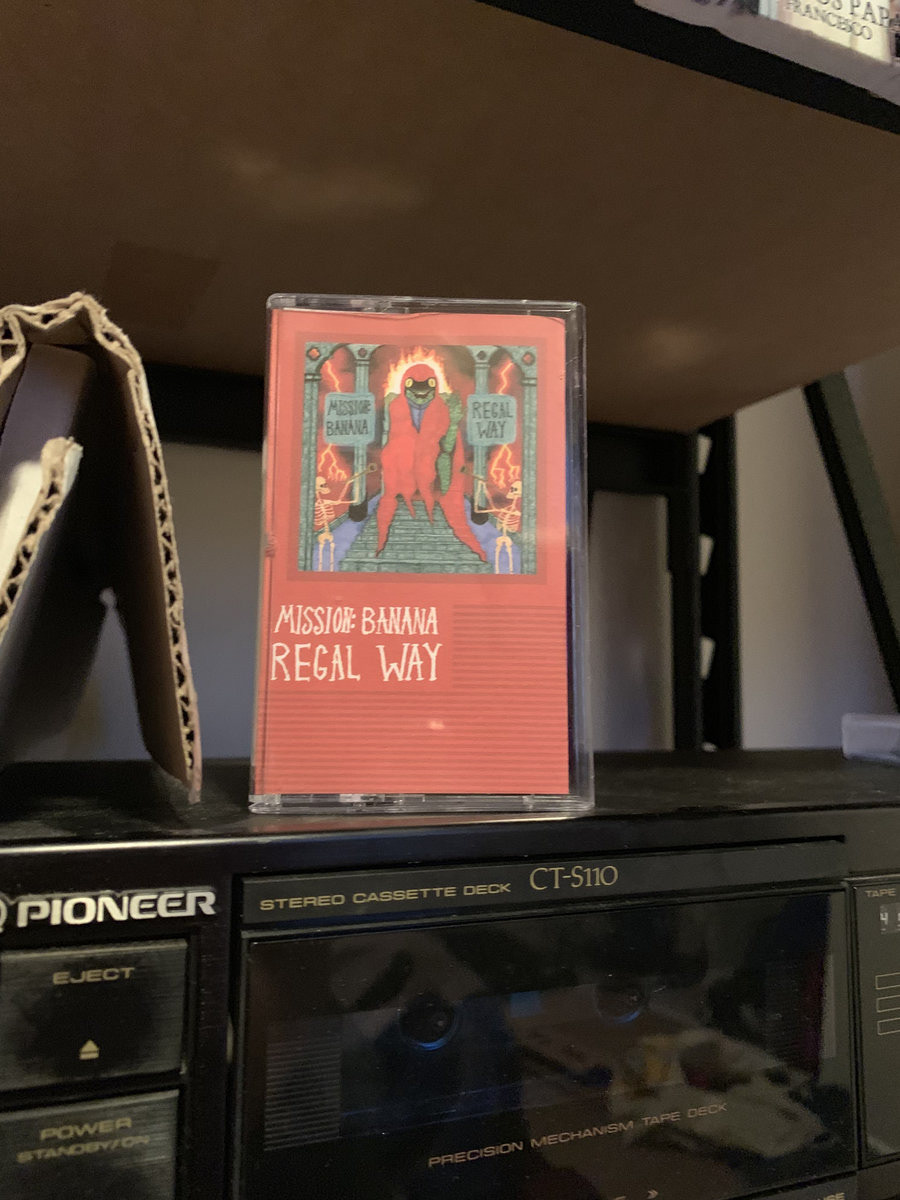 FRANCESCO
MISSION:
BANANA
REGAL
WAY
MISSION: BANANA
REGAL WAY
PIONEER
STEREO CASSETTE DECK CT-S110
TAPE
EJECT
4
POWER
STANDBY/ON
PRECISION MECHANISM TAPE DECK